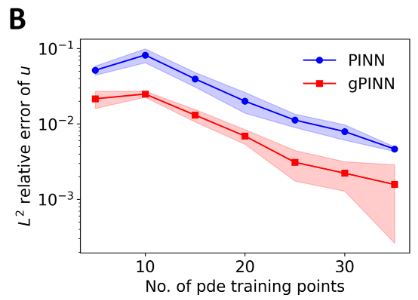 B
PINN
gPINN
10⁻¹
10⁻²
10⁻³
L² relative error of u
10
20
30
No. of pde training points